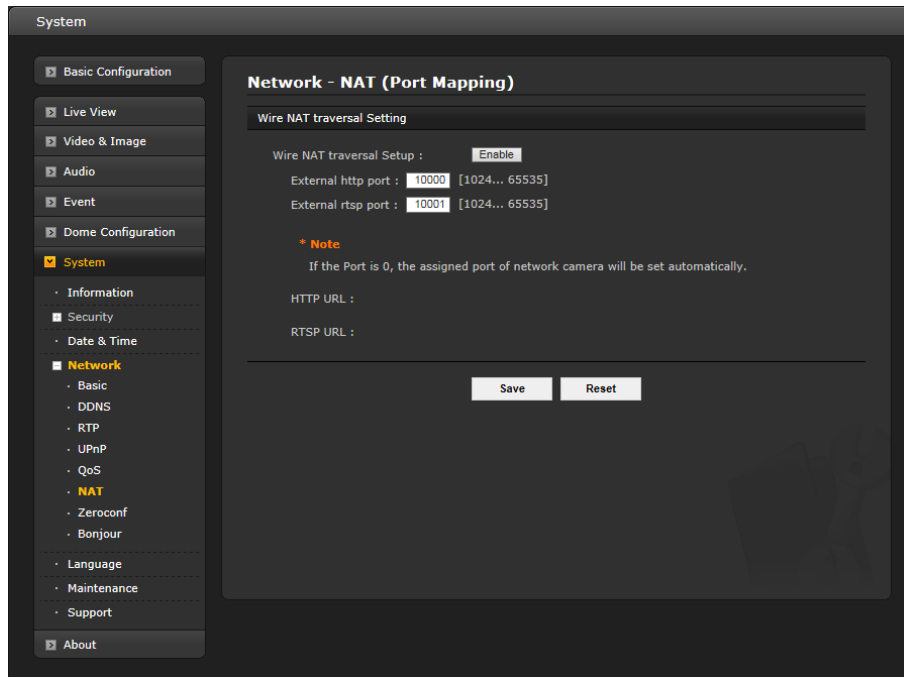 System
Basic Configuration
Live View
Video & Image
Audio
Event
Dome Configuration
System
Information
Security
Date & Time
Network
Basic
DDNS
RTP
UPnP
QoS
NAT
Zeroconf
Bonjour
Language
Maintenance
Support
About
Network - NAT (Port Mapping)
Wire NAT traversal Setting
Wire NAT traversal Setup : Enable
External http port : 10000 [1024... 65535]
External rtsp port : 10001 [1024... 65535]
* Note
If the Port is 0, the assigned port of network camera will be set automatically.
HTTP URL :
RTSP URL :
Save Reset